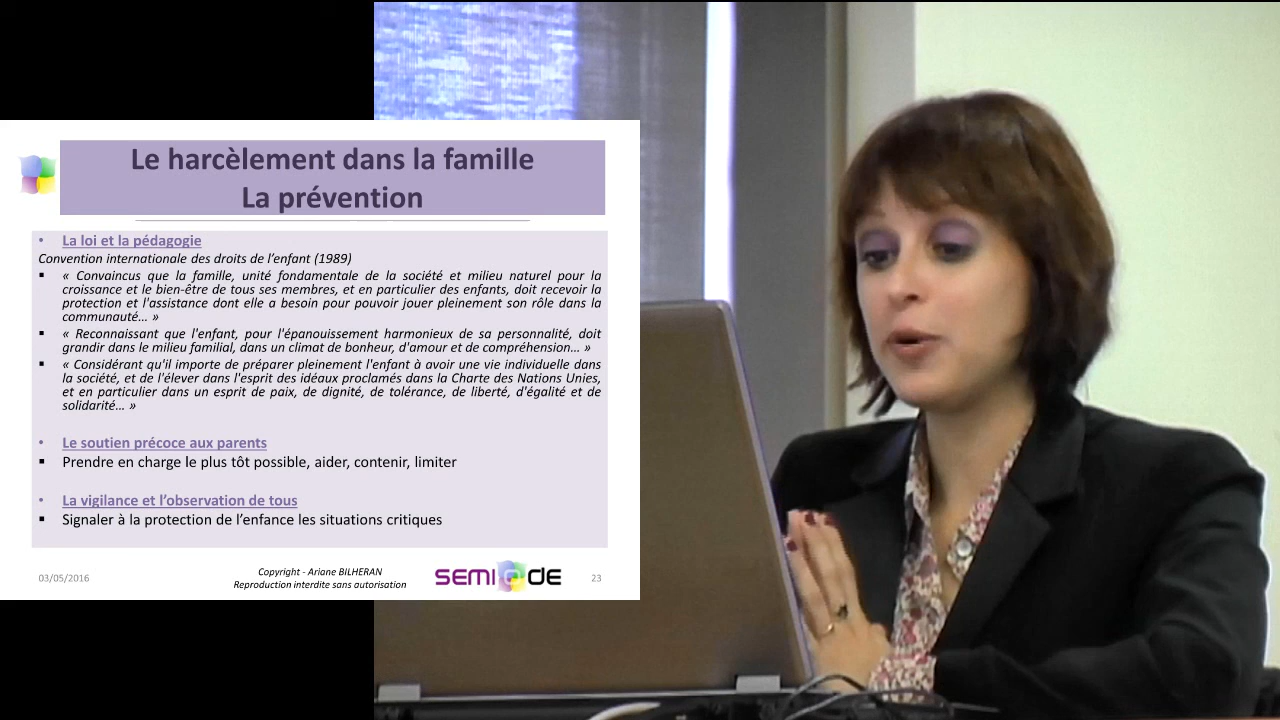 Le harcèlement dans la famille
La prévention
• La loi et la pédagogie
Convention internationale des droits de l'enfant (1989)
▪ « Convaincus que la famille, unité fondamentale de la société et milieu naturel pour la
croissance et le bien-être de tous ses membres, et en particulier des enfants, doit recevoir la
protection et l'assistance dont elle a besoin pour pouvoir jouer pleinement son rôle dans la
communauté… »
▪ « Reconnaissant que l'enfant, pour l'épanouissement harmonieux de sa personnalité, doit
grandir dans le milieu familial, dans un climat de bonheur, d'amour et de compréhension… »
▪ « Considérant qu'il importe de préparer pleinement l'enfant à avoir une vie individuelle dans
la société, et de l'élever dans l'esprit des idéaux proclamés dans la Charte des Nations Unies,
et en particulier dans un esprit de paix, de dignité, de tolérance, de liberté, d'égalité et de
solidarité… »
• Le soutien précoce aux parents
▪ Prendre en charge le plus tôt possible, aider, contenir, limiter
• La vigilance et l'observation de tous
▪ Signaler à la protection de l'enfance les situations critiques
03/05/2016
Copyright - Ariane BILHERAN
Reproduction interdite sans autorisation
SEMIODE
23